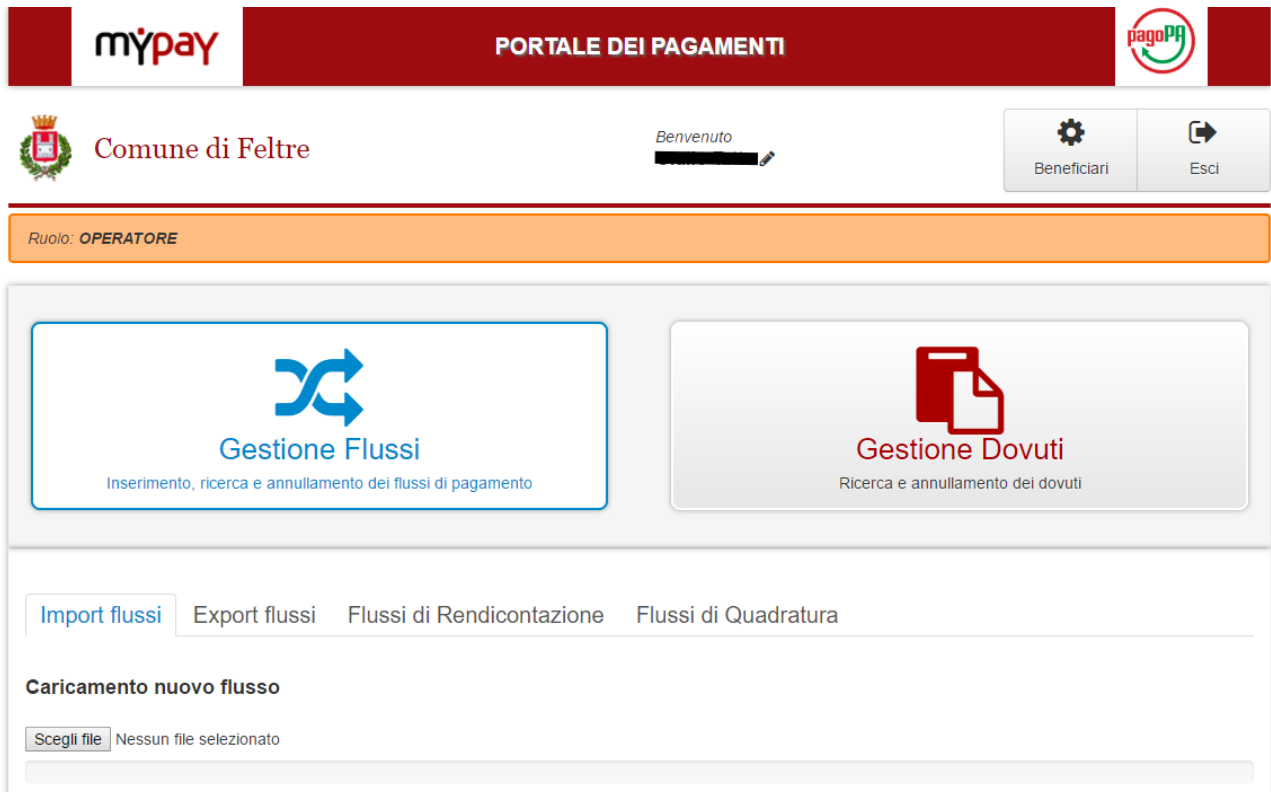 mypay
PORTALE DEI PAGAMENTI
pagoPA
Comune di Feltre
Benvenuto
Beneficiari
Esci
Ruolo: OPERATORE
Gestione Flussi
Inserimento, ricerca e annullamento dei flussi di pagamento
Gestione Dovuti
Ricerca e annullamento dei dovuti
Import flussi Export flussi Flussi di Rendicontazione Flussi di Quadratura
Caricamento nuovo flusso
Scegli file Nessun file selezionato